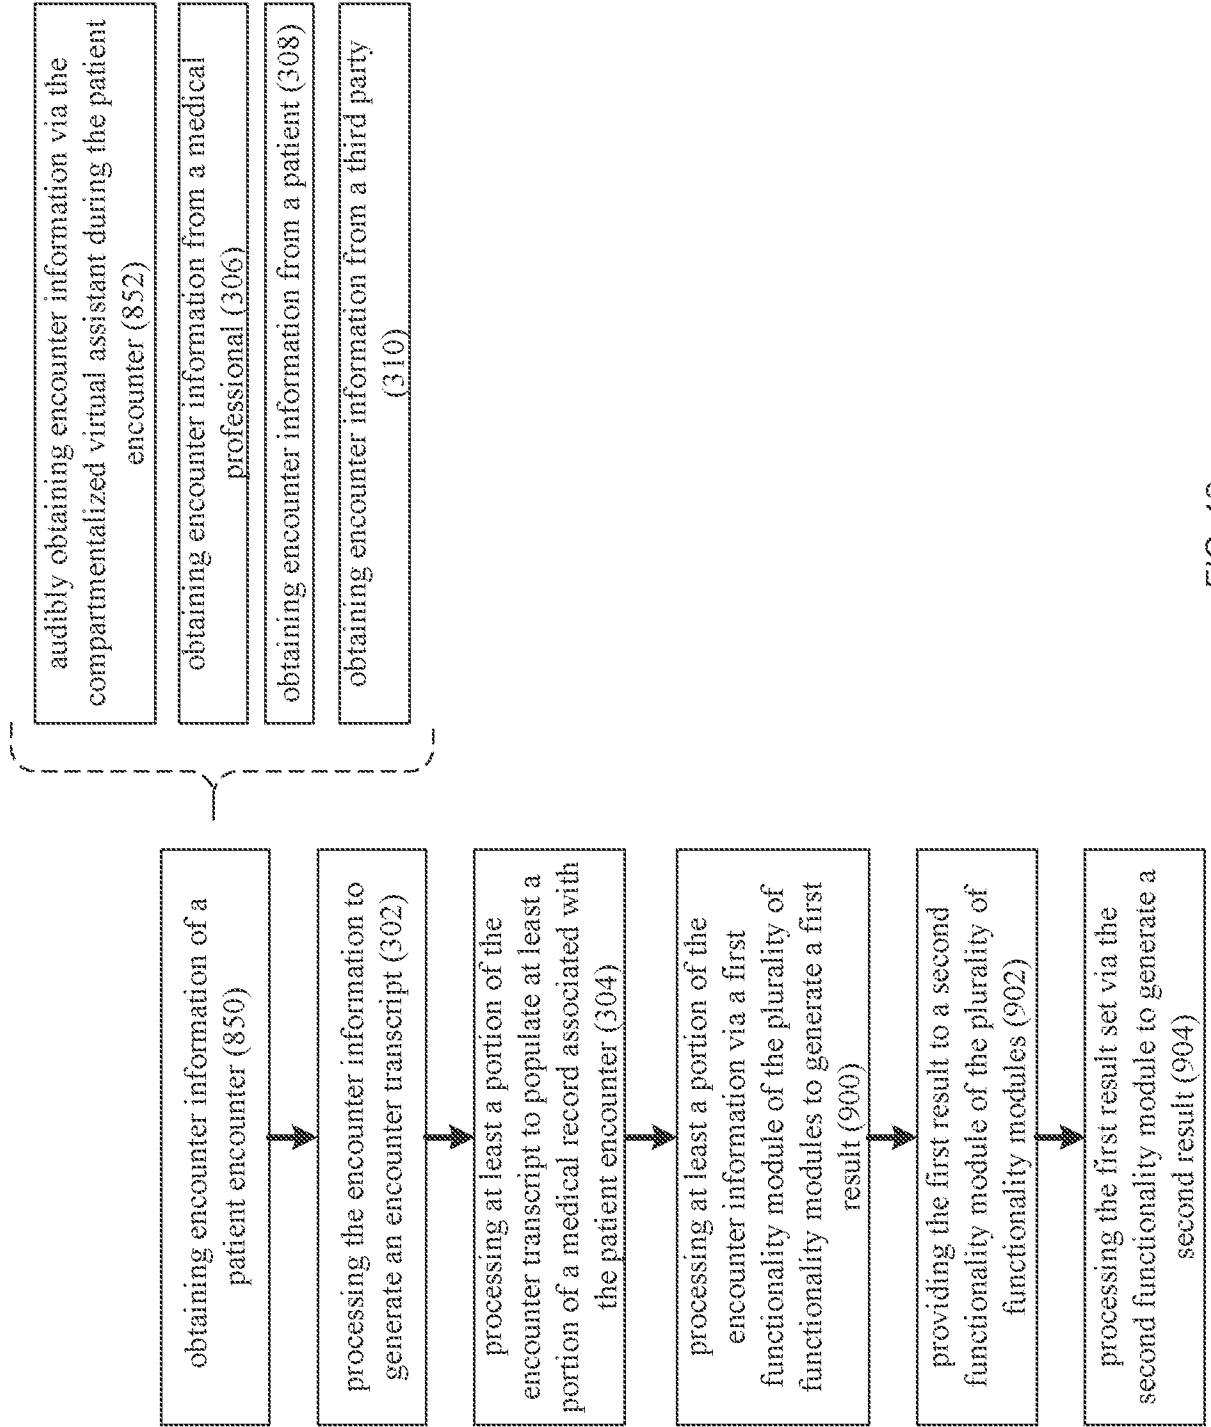 obtaining encounter information of a
patient encounter (850)
processing the encounter information to
generate an encounter transcript (302)
processing at least a portion of the
encounter transcript to populate at least a
portion of a medical record associated with
the patient encounter (304)
processing at least a portion of the
encounter information via a first
functionality module of the plurality of
functionality modules to generate a first
result (900)
providing the first result to a second
functionality module of the plurality of
functionality modules (902)
processing the first result set via the
second functionality module to generate a
second result (904)
audibly obtaining encounter information via the
compartmentalized virtual assistant during the patient
encounter (852)
obtaining encounter information from a medical
professional (306)
obtaining encounter information from a patient (308)
obtaining encounter information from a third party
(310)
FIG.